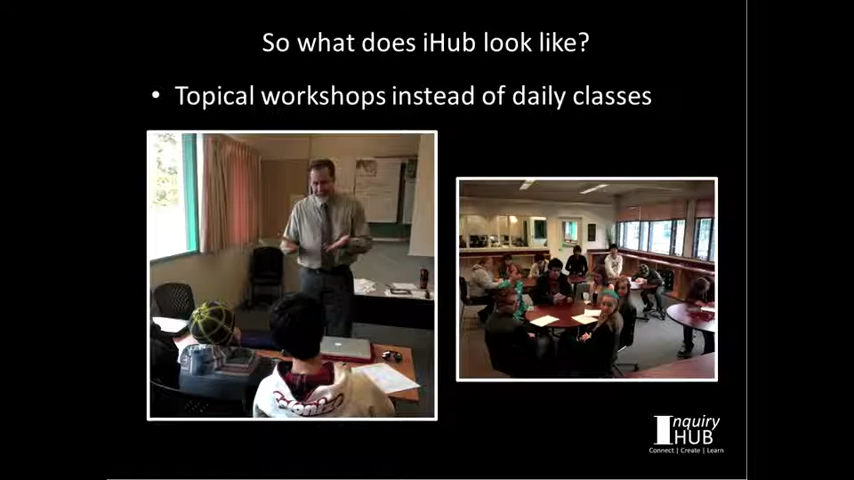 So what does iHub look like?
• Topical workshops instead of daily classes
Inquiry
HUB
Connect | Create | Learn